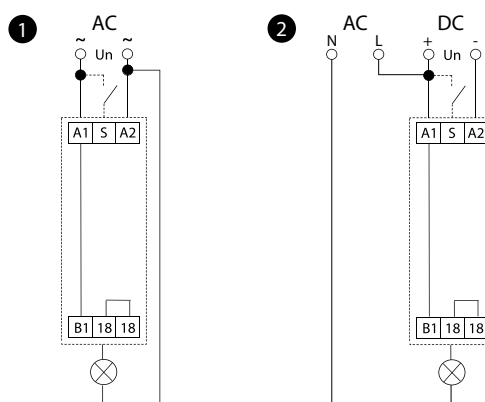 1
AC
~ ~
Un
A1 S A2
B1 18 18
2
AC DC
N L + -
Un
A1 S A2
B1 18 18